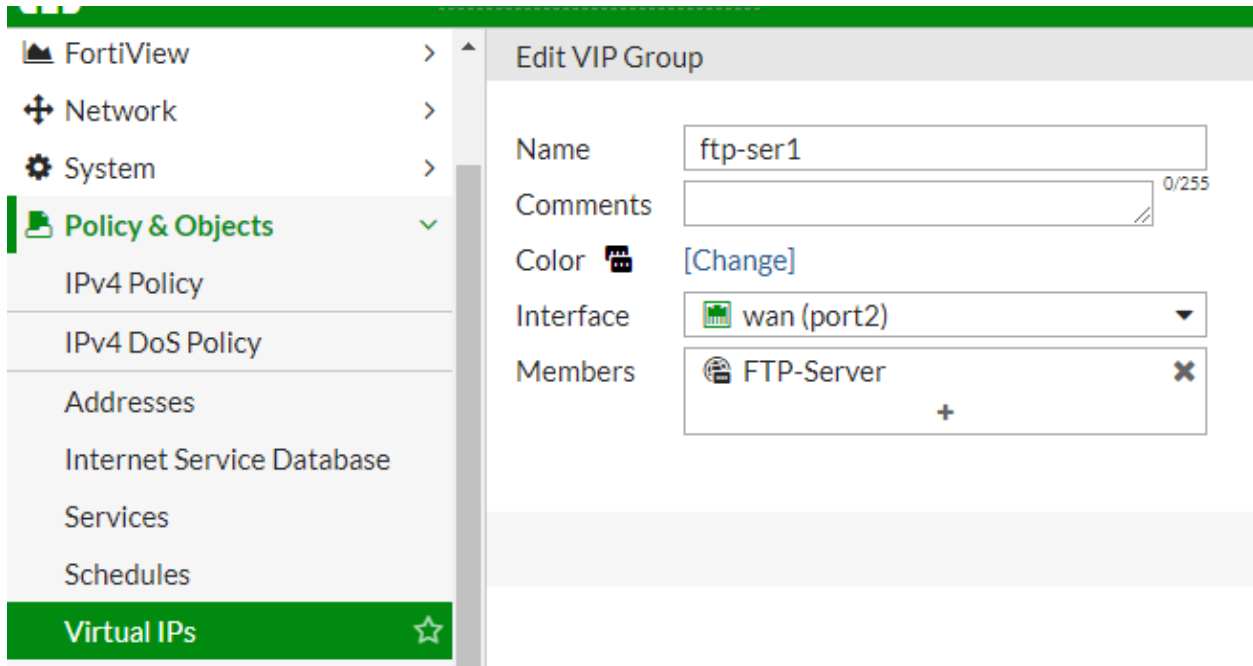 FortiView
Network
System
Policy & Objects
IPv4 Policy
IPv4 DoS Policy
Addresses
Internet Service Database
Services
Schedules
Virtual IPs
Edit VIP Group
Name ftp-ser1
Comments 0/255
Color [Change]
Interface wan (port2)
Members FTP-Server
+